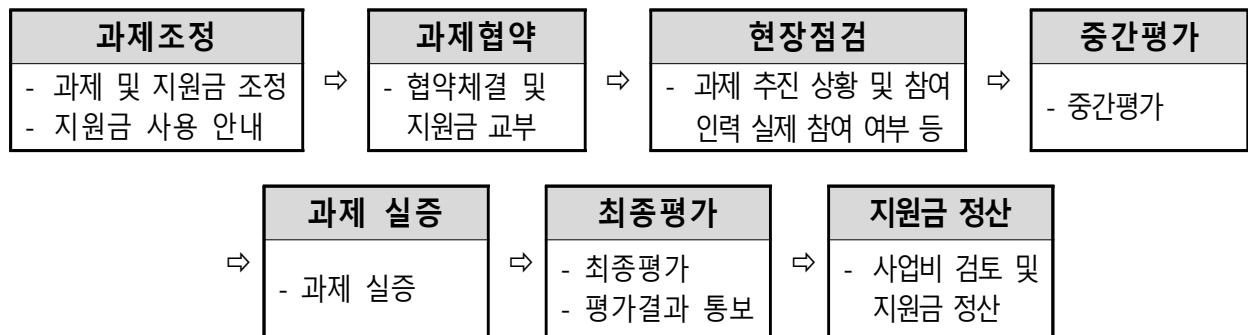 과제조정
- 과제 및 지원금 조정
- 지원금 사용 안내
⇨
과제협약
- 협약체결 및
지원금 교부
⇨
현장점검
- 과제 추진 상황 및 참여
인력 실제 참여 여부 등
⇨
중간평가
- 중간평가
⇨
과제 실증
- 과제 실증
⇨
최종평가
- 최종평가
- 평가결과 통보
⇨
지원금 정산
- 사업비 검토 및
지원금 정산